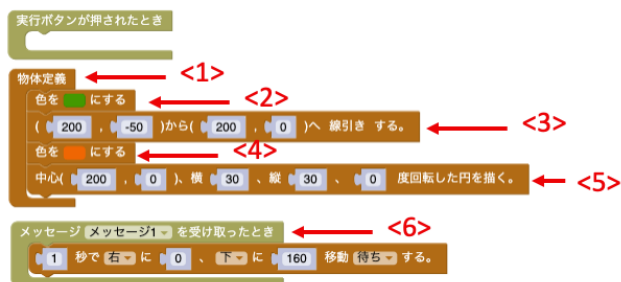 実行ボタンが押されたとき
物体定義 <1>
色を にする <2>
( 200 , -50 )から( 200 , 0 )へ 線引き する。 <3>
色を にする <4>
中心( 200 , 0 )、横 30 、縦 30 、 0 度回転した円を描く。 <5>
メッセージ メッセージ1 を受け取ったとき <6>
1 秒で 右 に 0 、 下 に 160 移動 待ち する。